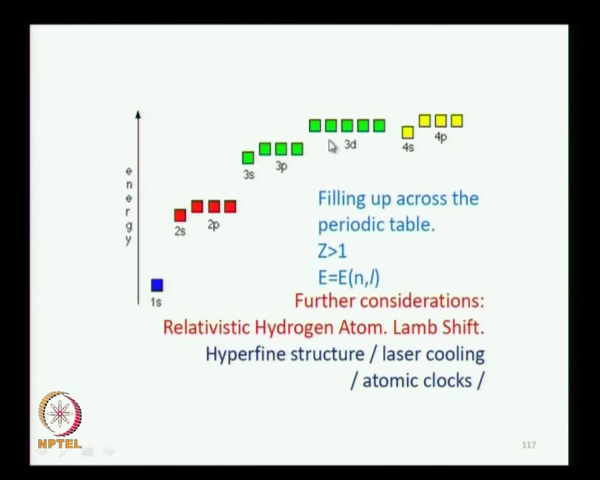 energy
3d
4s
4p
3s
3p
2s
2p
1s
Filling up across the
periodic table.
Z>1
E=E(n,l)
Further considerations:
Relativistic Hydrogen Atom. Lamb Shift.
Hyperfine structure / laser cooling
/ atomic clocks /
NPTEL
117